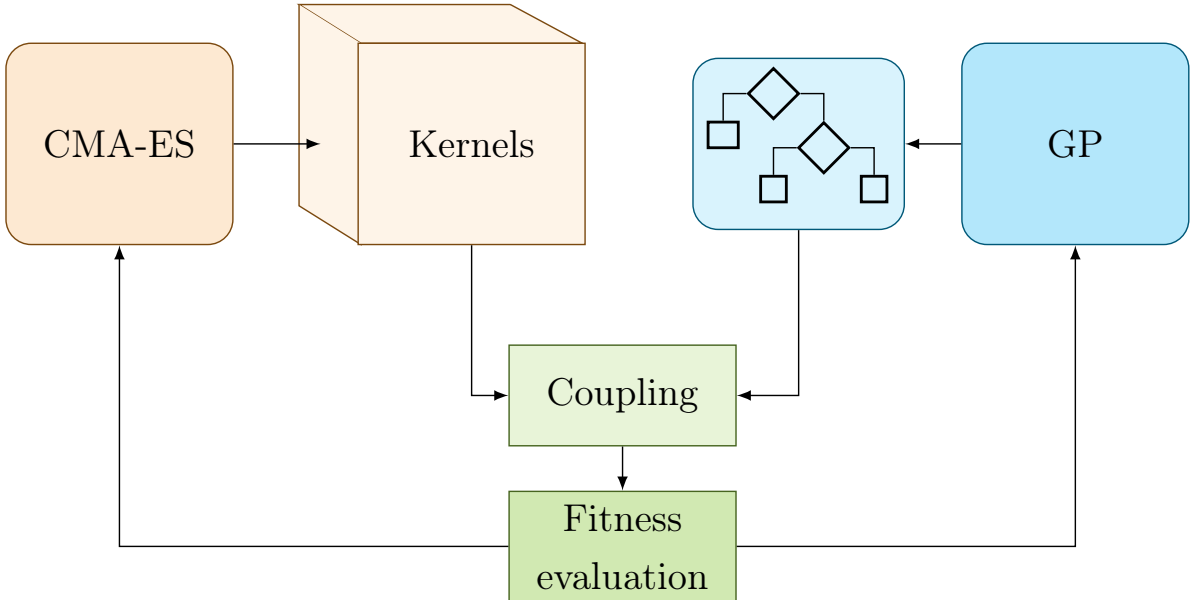 CMA-ES
Kernels
GP
Coupling
Fitness
evaluation